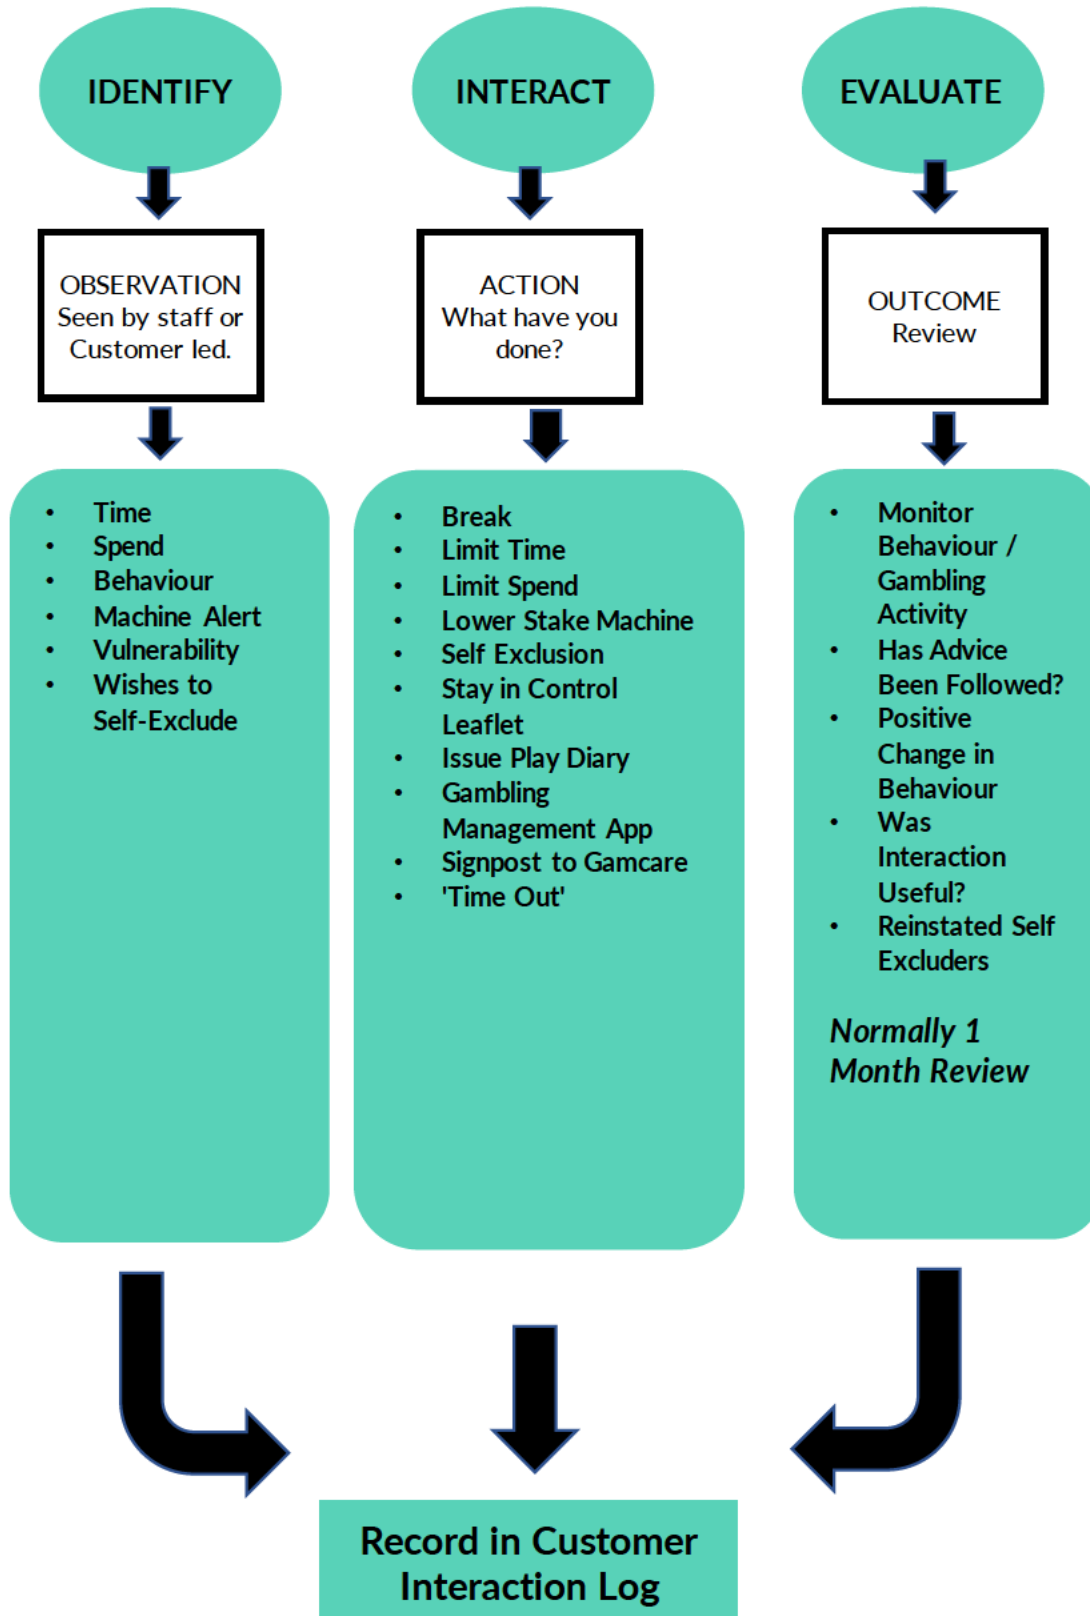 IDENTIFY
OBSERVATION
Seen by staff or
Customer led.
• Time
• Spend
• Behaviour
• Machine Alert
• Vulnerability
• Wishes to
Self-Exclude
INTERACT
ACTION
What have you
done?
• Break
• Limit Time
• Limit Spend
• Lower Stake Machine
• Self Exclusion
• Stay in Control
Leaflet
• Issue Play Diary
• Gambling
Management App
• Signpost to Gamcare
• 'Time Out'
EVALUATE
OUTCOME
Review
• Monitor
Behaviour /
Gambling
Activity
• Has Advice
Been Followed?
• Positive
Change in
Behaviour
• Was
Interaction
Useful?
• Reinstated Self
Excluders
Normally 1
Month Review
Record in Customer
Interaction Log